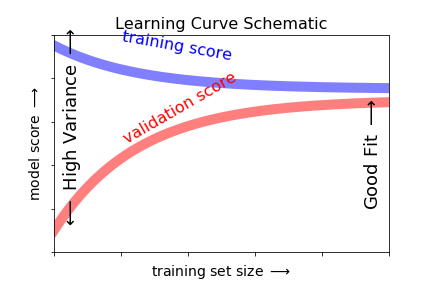 Learning Curve Schematic
training score
validation score
← High Variance →
Good Fit →
model score →
training set size →